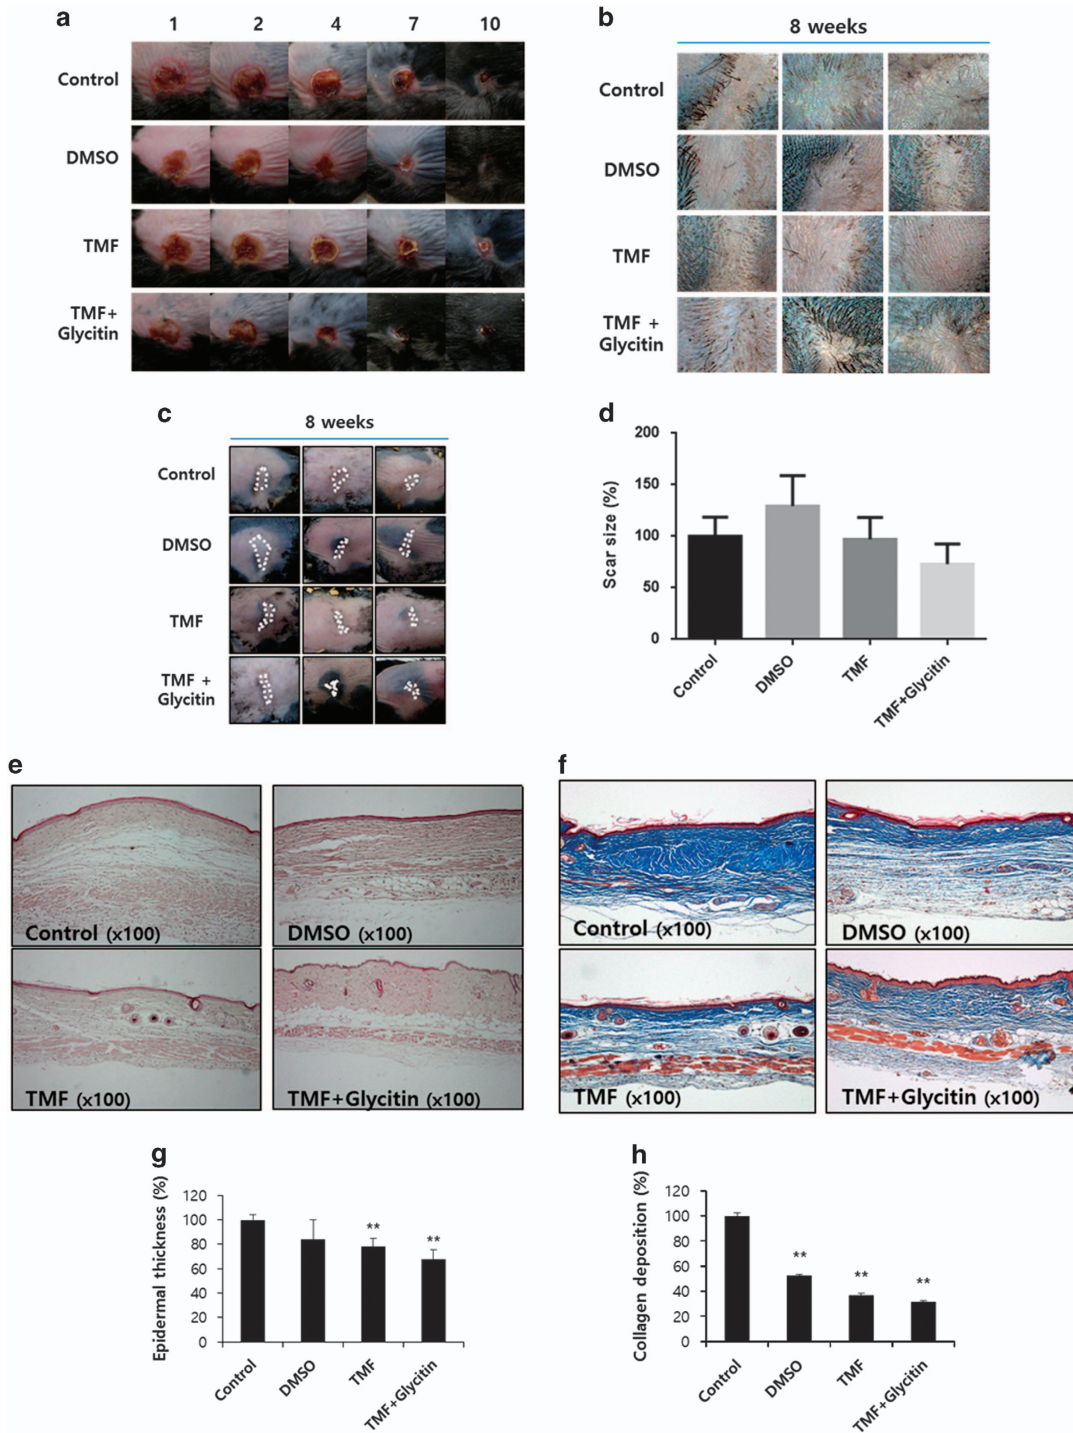 a
1 2 4 7 10
Control
DMSO
TMF
TMF+
Glycitin
b
8 weeks
Control
DMSO
TMF
TMF +
Glycitin
c
8 weeks
Control
DMSO
TMF
TMF +
Glycitin
d
Scar size (%)
200
150
100
50
0
Control
DMSO
TMF
TMF+Glycitin
e
Control (x100)
DMSO (x100)
TMF (x100)
TMF+Glycitin (x100)
f
Control (x100)
DMSO (x100)
TMF (x100)
TMF+Glycitin (x100)
g
Epidermal thickness (%)
120
100
80
60
40
20
0
**
**
Control
DMSO
TMF
TMF+Glycitin
h
Collagen deposition (%)
120
100
80
60
40
20
0
**
**
**
Control
DMSO
TMF
TMF+Glycitin